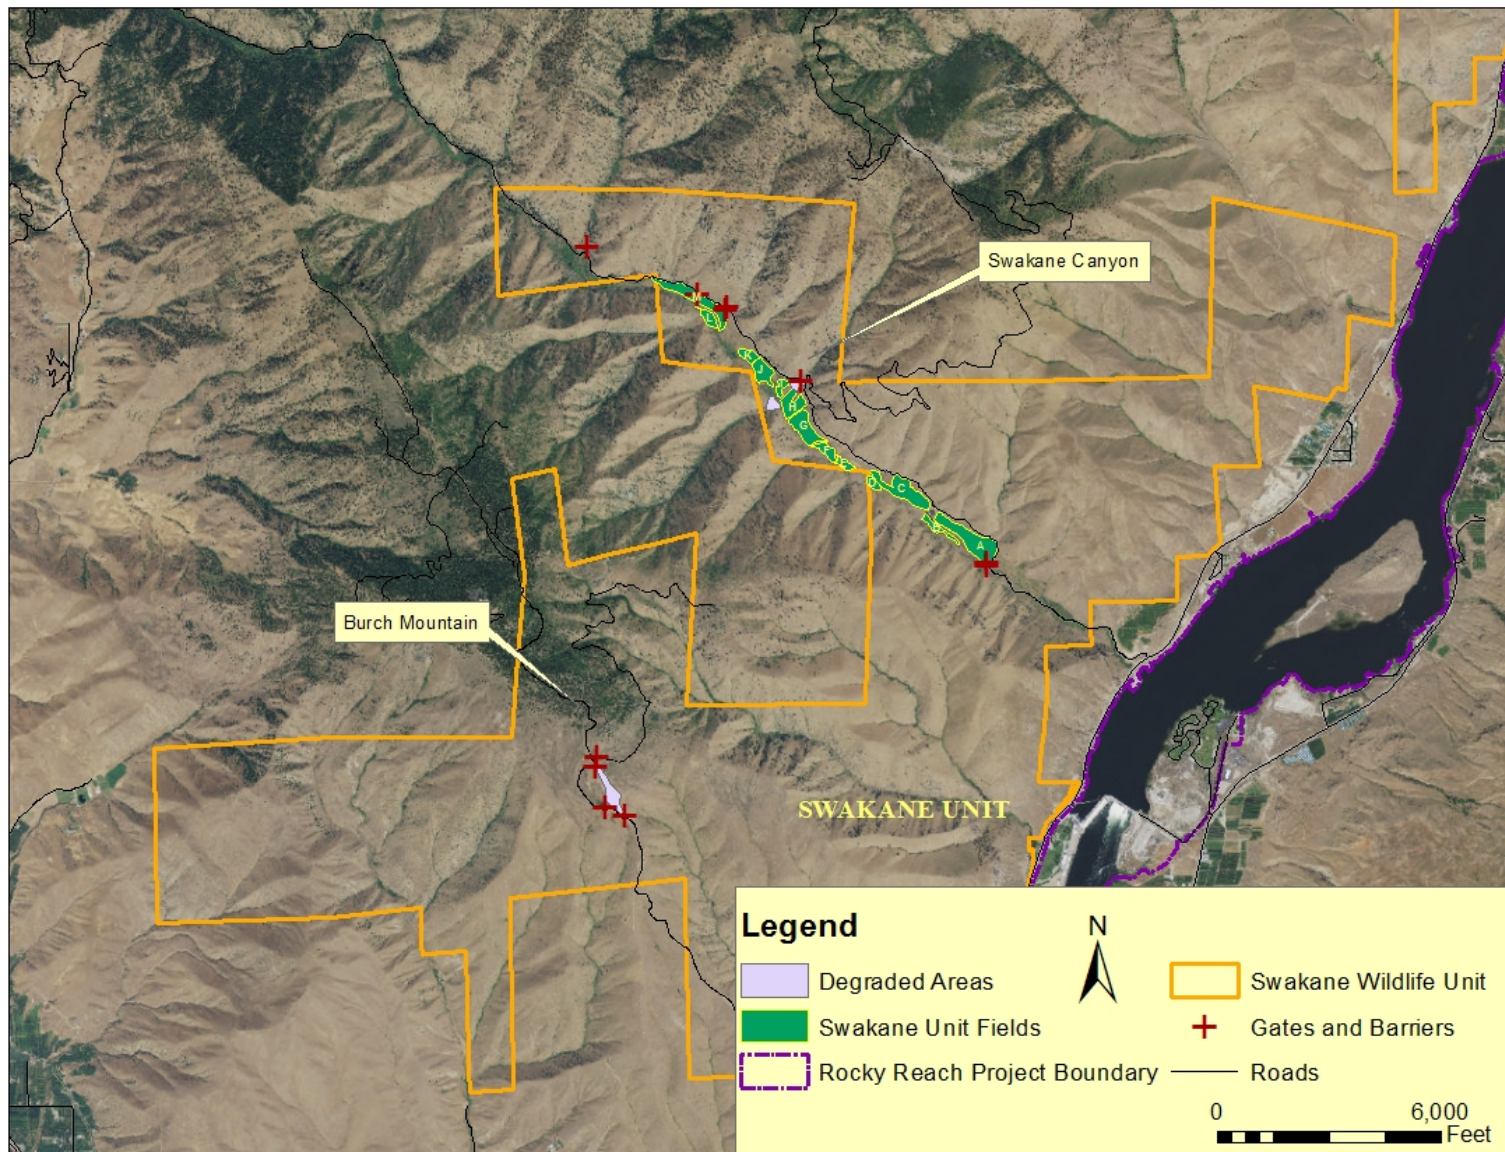 Swakane Canyon
M
L
K
J
H
G
D
C
A
Burch Mountain
SWAKANE UNIT
Legend
N
Degraded Areas
Swakane Wildlife Unit
Swakane Unit Fields
Gates and Barriers
Rocky Reach Project Boundary
Roads
0 6,000
Feet